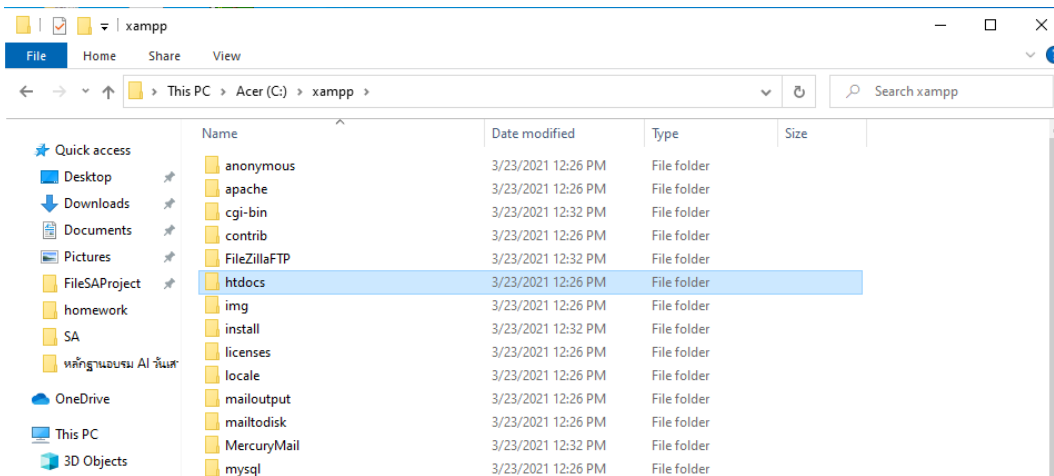 xampp
File Home Share View
This PC > Acer (C:) > xampp > Search xampp
Name Date modified Type Size
Quick access
Desktop
Downloads
Documents
Pictures
FileSAProject
homework
SA
หลักฐานอบรม AI วันเสา
OneDrive
This PC
3D Objects
anonymous 3/23/2021 12:26 PM File folder
apache 3/23/2021 12:26 PM File folder
cgi-bin 3/23/2021 12:32 PM File folder
contrib 3/23/2021 12:26 PM File folder
FileZillaFTP 3/23/2021 12:32 PM File folder
htdocs 3/23/2021 12:26 PM File folder
img 3/23/2021 12:26 PM File folder
install 3/23/2021 12:32 PM File folder
licenses 3/23/2021 12:26 PM File folder
locale 3/23/2021 12:26 PM File folder
mailoutput 3/23/2021 12:26 PM File folder
mailtodisk 3/23/2021 12:26 PM File folder
MercuryMail 3/23/2021 12:32 PM File folder
mysql 3/23/2021 12:26 PM File folder